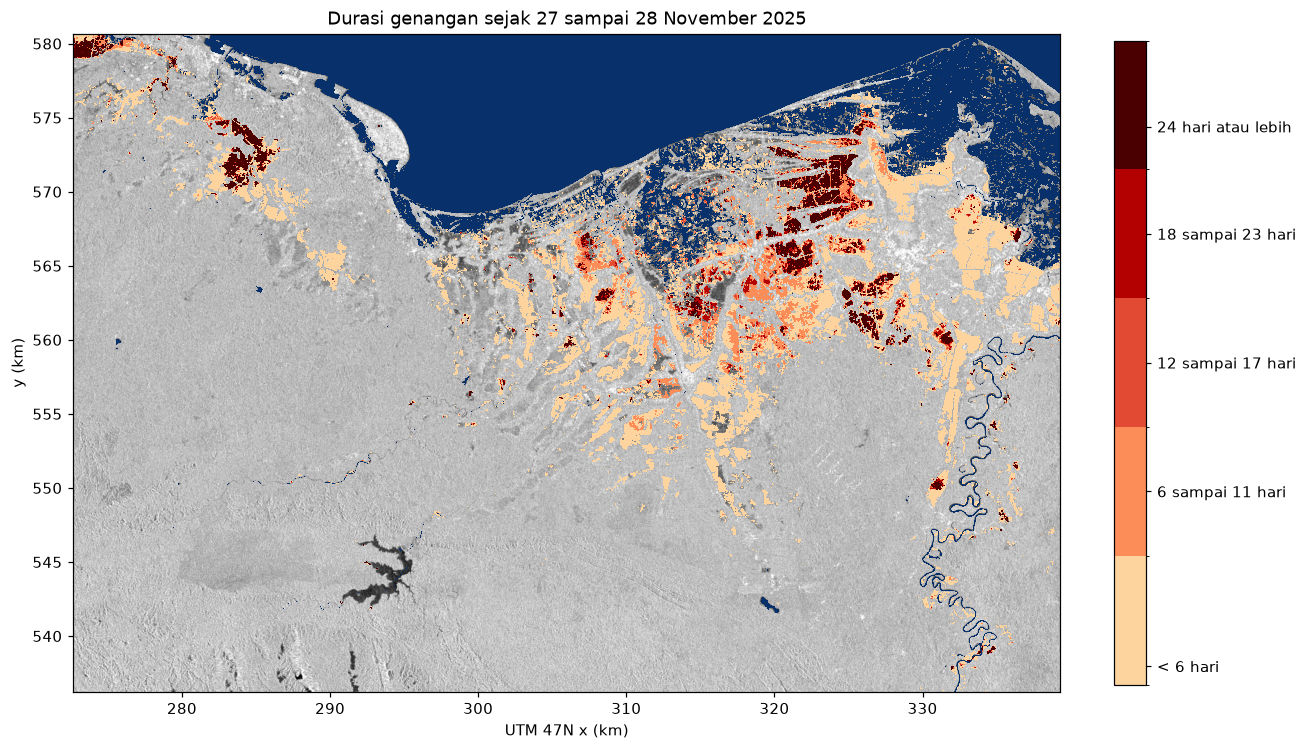 Durasi genangan sejak 27 sampai 28 November 2025
580
575
570
565
560
555
550
545
540
y (km)
280
290
300
310
320
330
UTM 47N x (km)
24 hari atau lebih
18 sampai 23 hari
12 sampai 17 hari
6 sampai 11 hari
< 6 hari